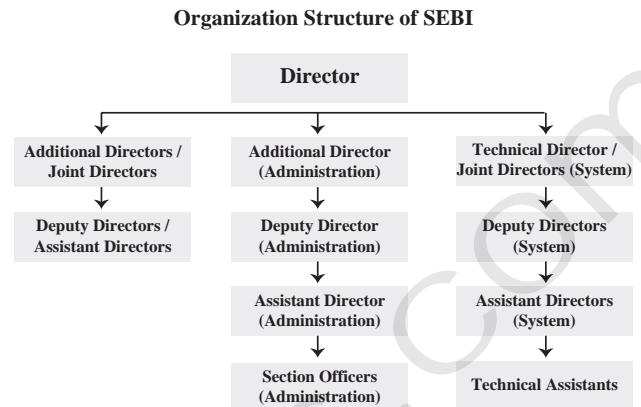 Organization Structure of SEBI
Director
Additional Directors /
Joint Directors
Additional Director
(Administration)
Technical Director /
Joint Directors (System)
Deputy Directors /
Assistant Directors
Deputy Director
(Administration)
Deputy Directors
(System)
Assistant Director
(Administration)
Assistant Directors
(System)
Section Officers
(Administration)
Technical Assistants